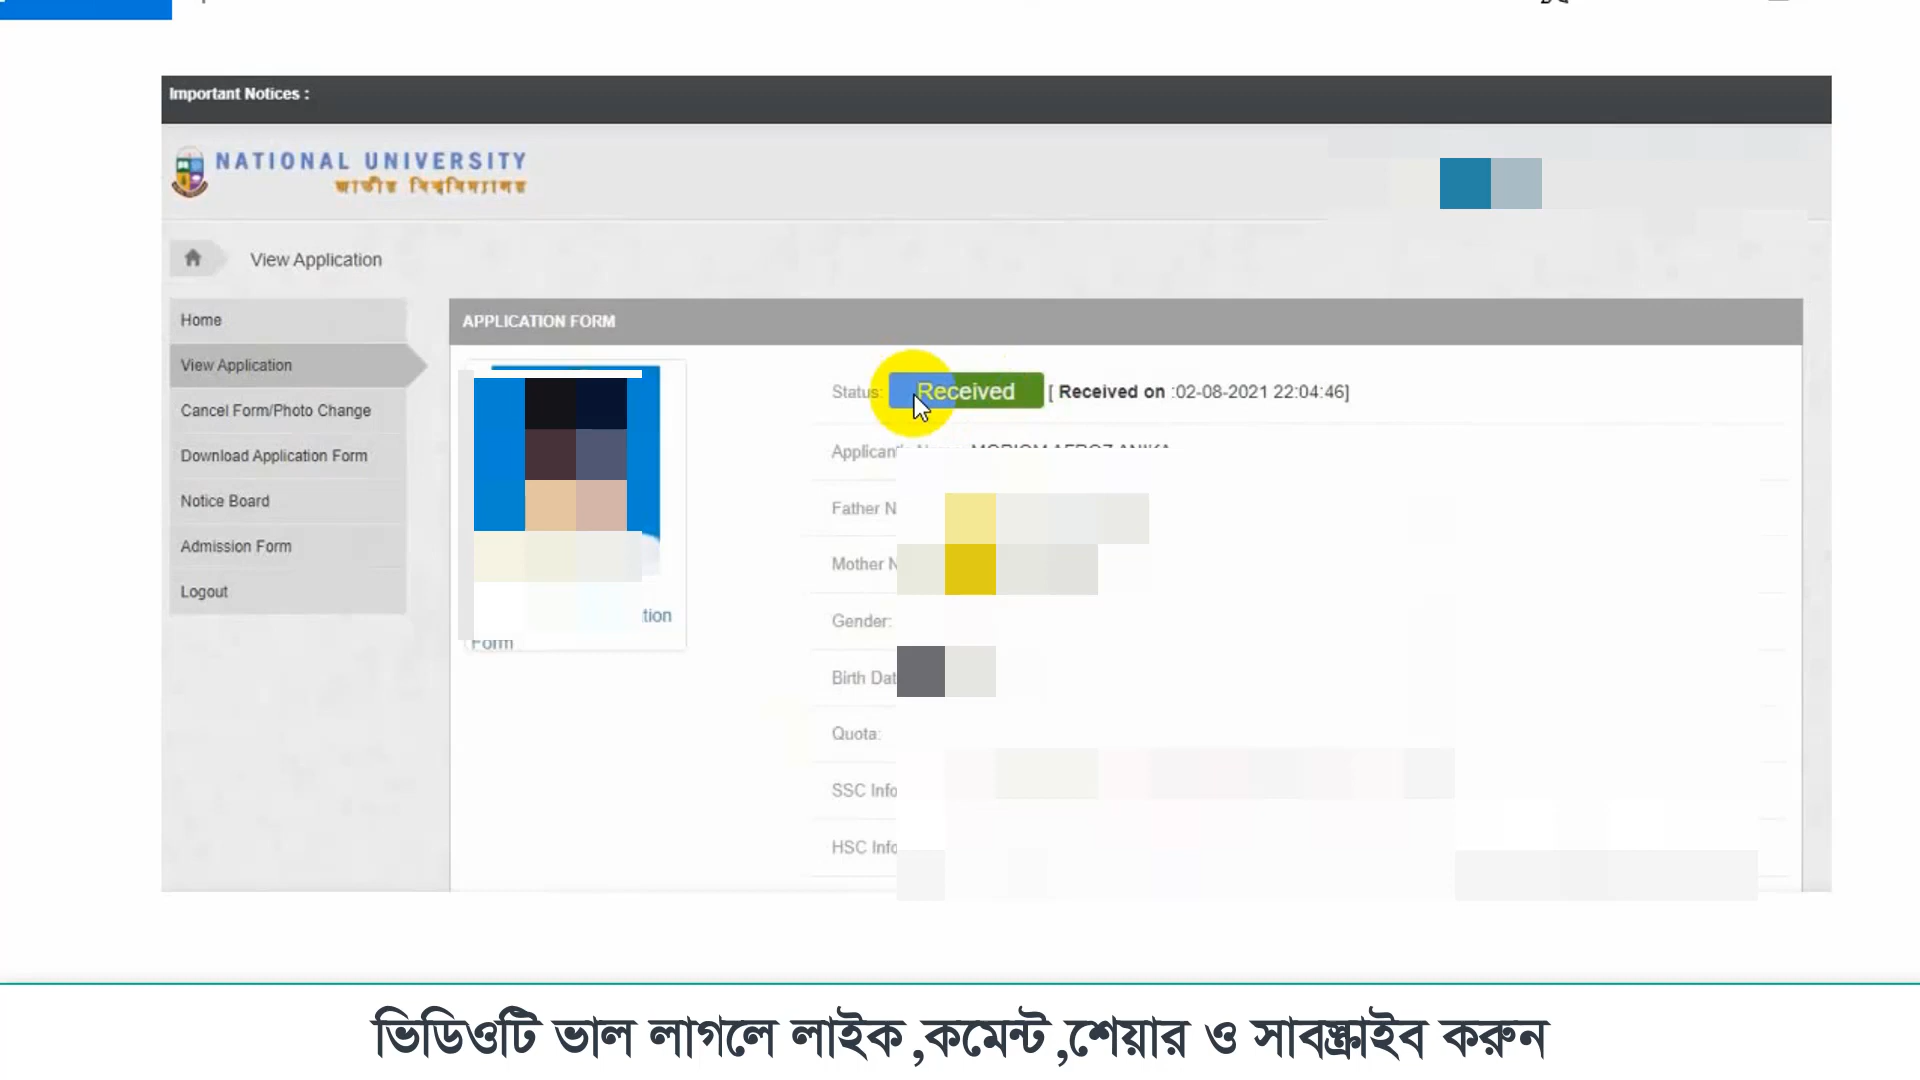 Important Notices :
NATIONAL UNIVERSITY
জাতীয় বিশ্ববিদ্যালয়
View Application
Home
View Application
Cancel Form/Photo Change
Download Application Form
Notice Board
Admission Form
Logout
APPLICATION FORM
tion
Form
Status: Received [ Received on :02-08-2021 22:04:46]
Applicant's
Father N
Mother N
Gender:
Birth Dat
Quota:
SSC Info
HSC Info
ভিডিওটি ভাল লাগলে লাইক ,কমেন্ট ,শেয়ার ও সাবস্ক্রাইব করুন